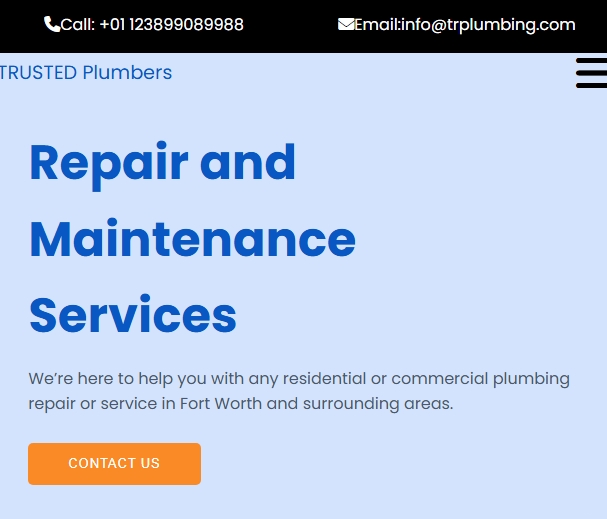 Call: +01 123899089988
Email:info@trplumbing.com
TRUSTED Plumbers
Repair and
Maintenance
Services
We’re here to help you with any residential or commercial plumbing
repair or service in Fort Worth and surrounding areas.
CONTACT US